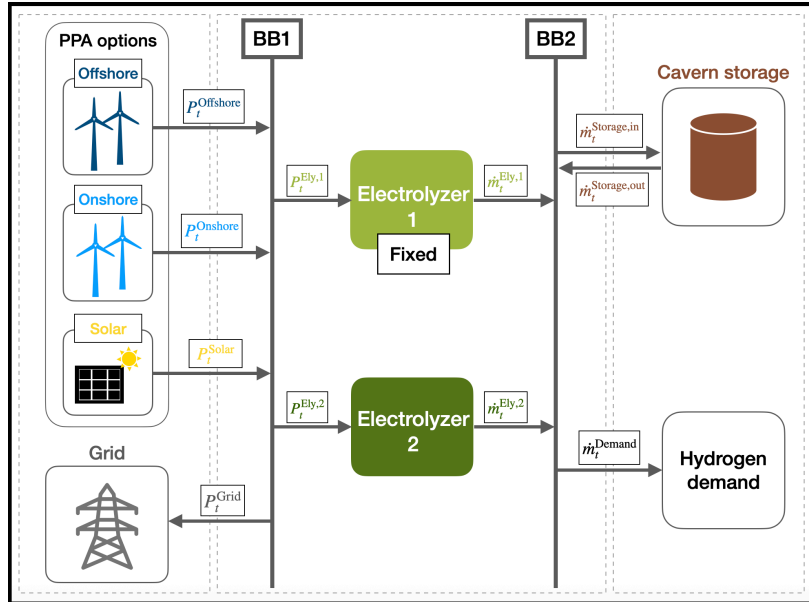 PPA options
BB1
BB2
Offshore
Cavern storage
P_t^Offshore
ṁ_t^Storage,in
P_t^Ely,1
Electrolyzer
1
ṁ_t^Ely,1
ṁ_t^Storage,out
Onshore
P_t^Onshore
Fixed
Solar
P_t^Solar
P_t^Ely,2
Electrolyzer
2
ṁ_t^Ely,2
ṁ_t^Demand
Hydrogen
demand
Grid
P_t^Grid